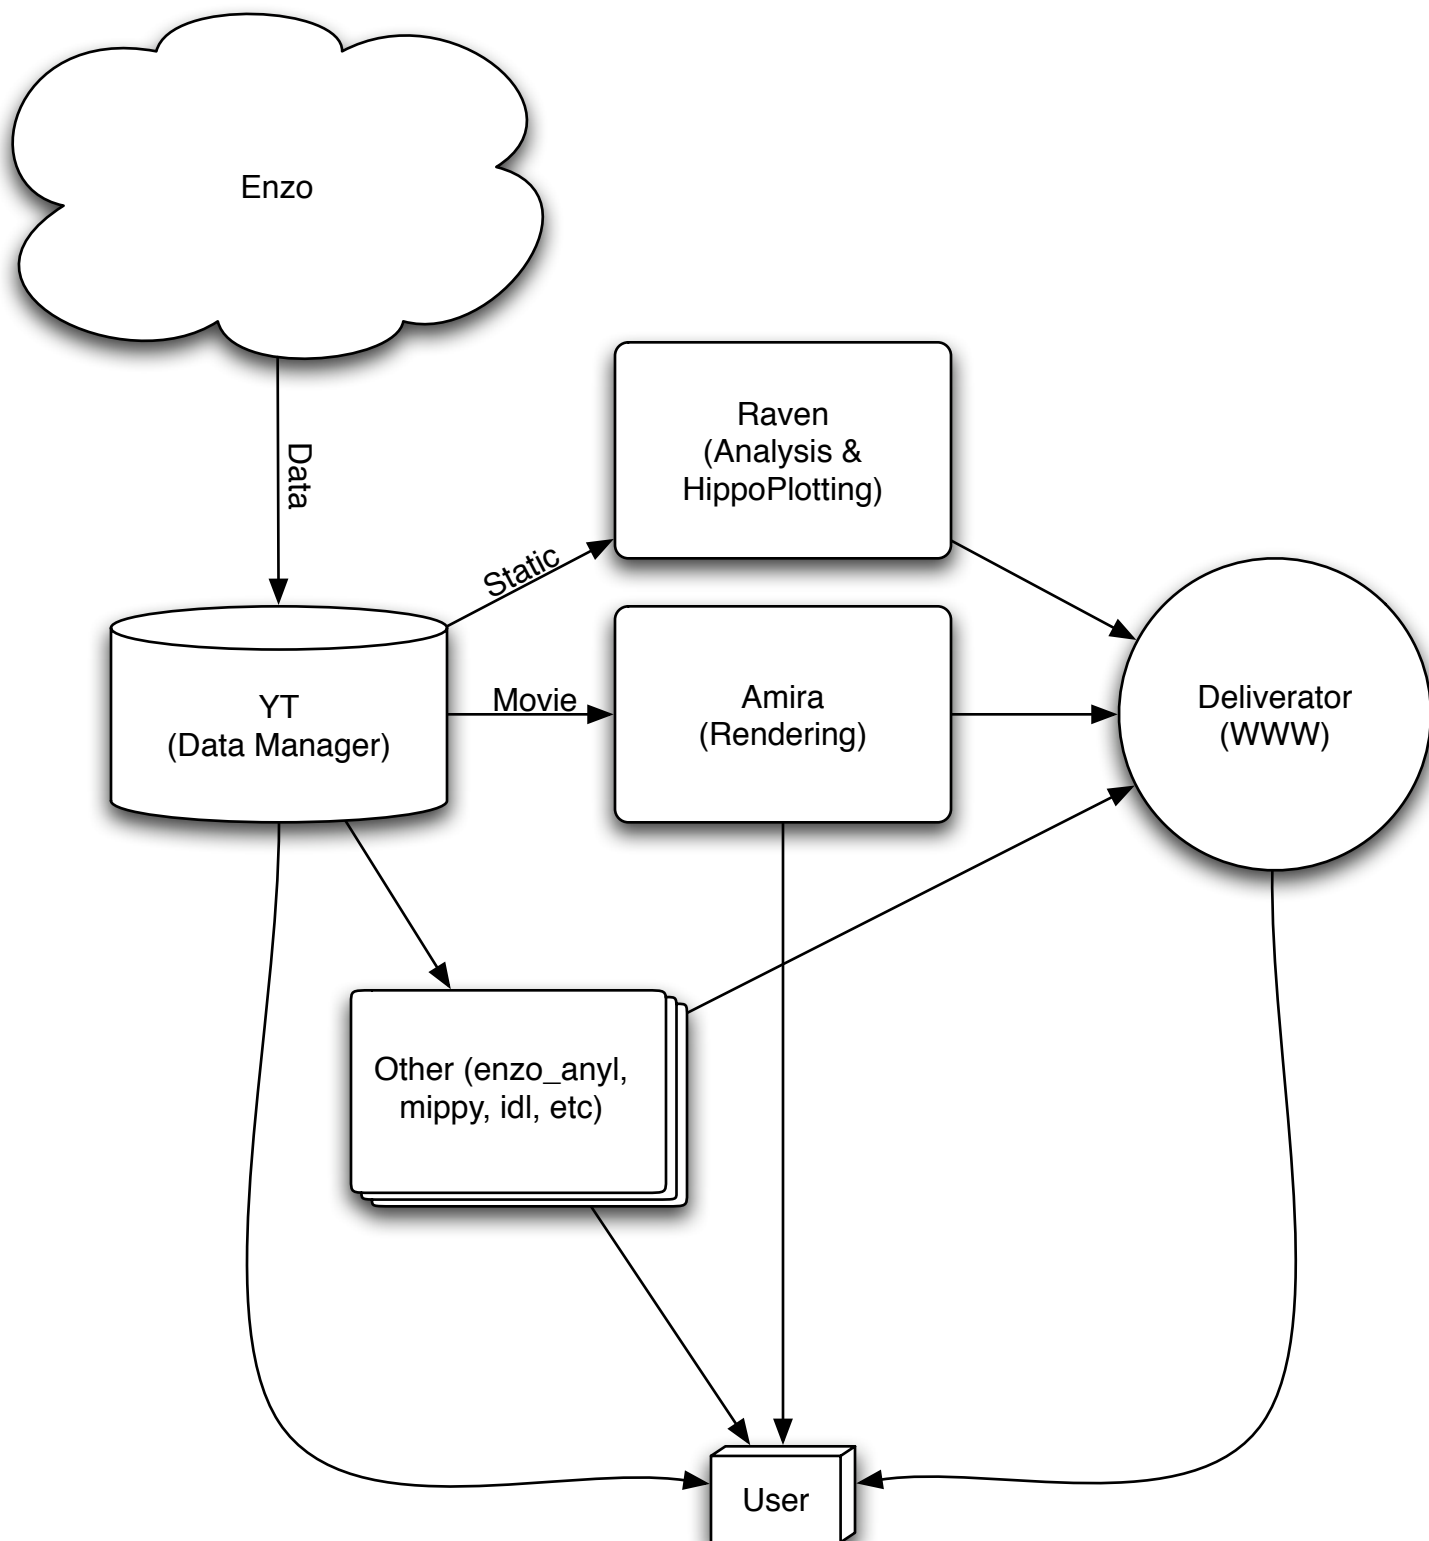 Enzo
Data
Raven
(Analysis &
HippoPlotting)
Static
YT
(Data Manager)
Movie
Amira
(Rendering)
Deliverator
(WWW)
Other (enzo_anyl,
mippy, idl, etc)
User